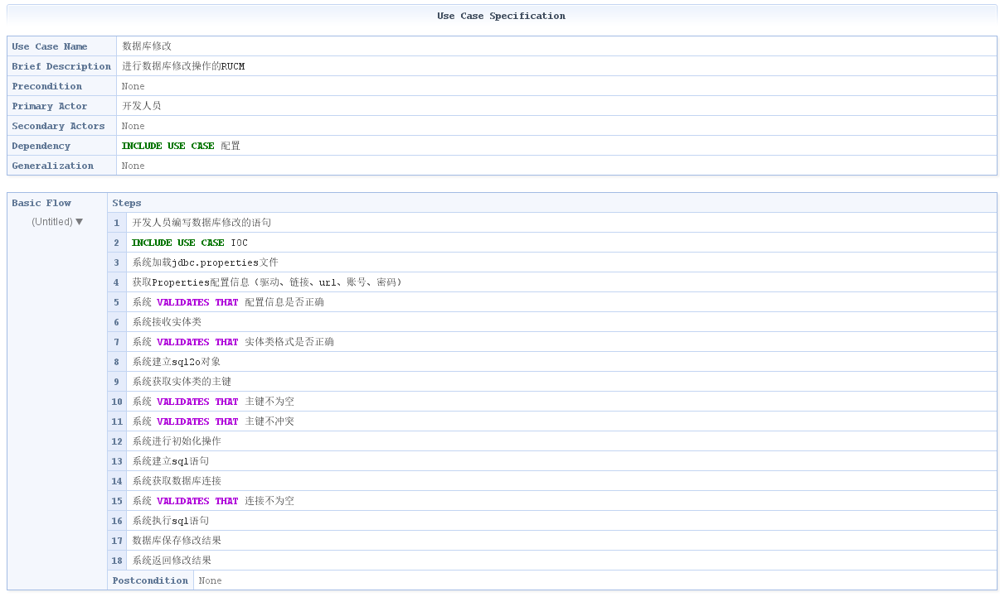 Use Case Specification
Use Case Name 数据库修改
Brief Description 进行数据库修改操作的RUCM
Precondition None
Primary Actor 开发人员
Secondary Actors None
Dependency INCLUDE USE CASE 配置
Generalization None
Basic Flow Steps
(Untitled) ▼
1 开发人员编写数据库修改的语句
2 INCLUDE USE CASE IOC
3 系统加载jdbc.properties文件
4 获取Properties配置信息（驱动、链接、url、账号、密码）
5 系统 VALIDATES THAT 配置信息是否正确
6 系统接收实体类
7 系统 VALIDATES THAT 实体类格式是否正确
8 系统建立sql2o对象
9 系统获取实体类的主键
10 系统 VALIDATES THAT 主键不为空
11 系统 VALIDATES THAT 主键不冲突
12 系统进行初始化操作
13 系统建立sql语句
14 系统获取数据库连接
15 系统 VALIDATES THAT 连接不为空
16 系统执行sql语句
17 数据库保存修改结果
18 系统返回修改结果
Postcondition None